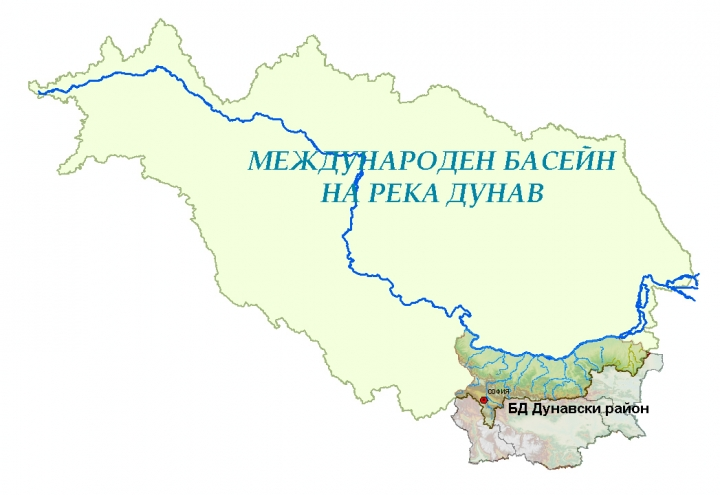 МЕЖДУНАРОДЕН БАСЕЙН
НА РЕКА ДУНАВ
СОФИЯ
БД Дунавски район